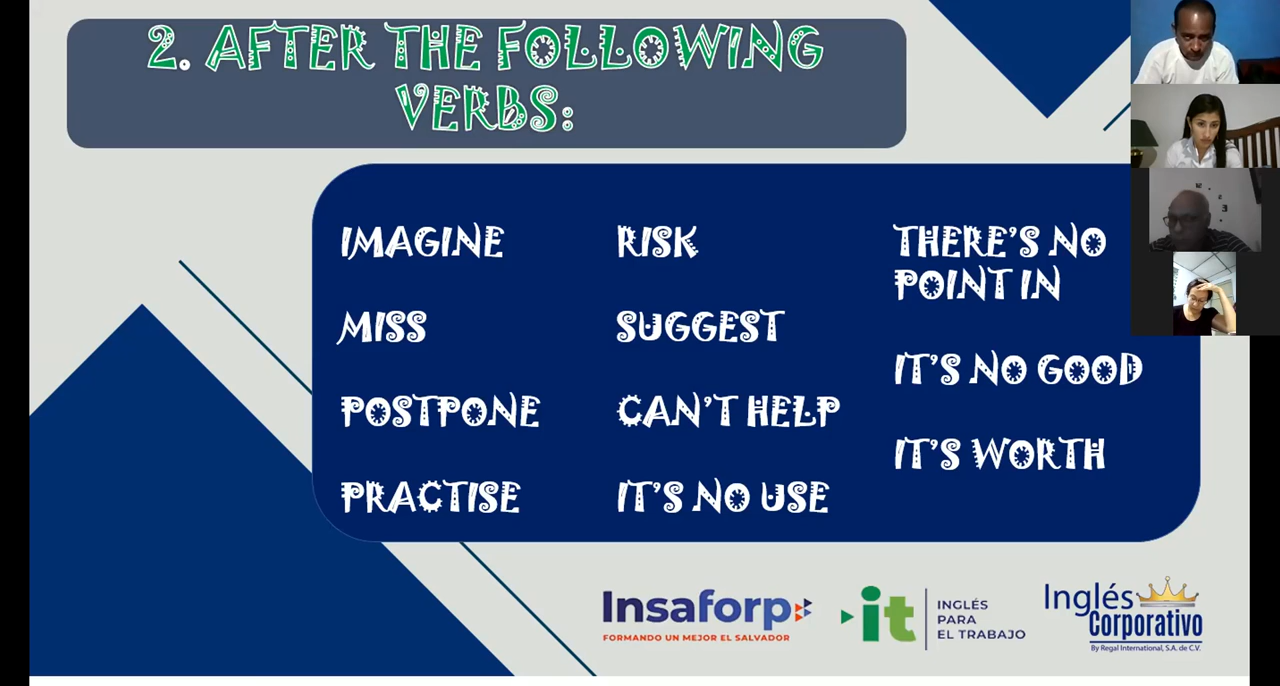 2. AFTER THE FOLLOWING
VERBS:
IMAGINE
MISS
POSTPONE
PRACTISE
RISK
SUGGEST
CAN'T HELP
IT'S NO USE
THERE'S NO
POINT IN
IT'S NO GOOD
IT'S WORTH
Insaforp
FORMANDO UN MEJOR EL SALVADOR
it
INGLÉS
PARA
EL TRABAJO
Inglés
Corporativo
By Regal International, S.A. de C.V.